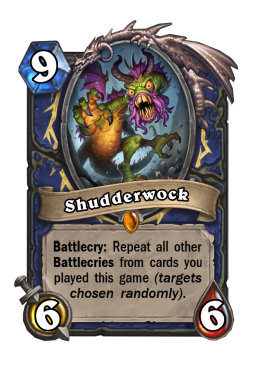 9
Shudderwock
Battlecry: Repeat all other
Battlecries from cards you
played this game (targets
chosen randomly).
6
6